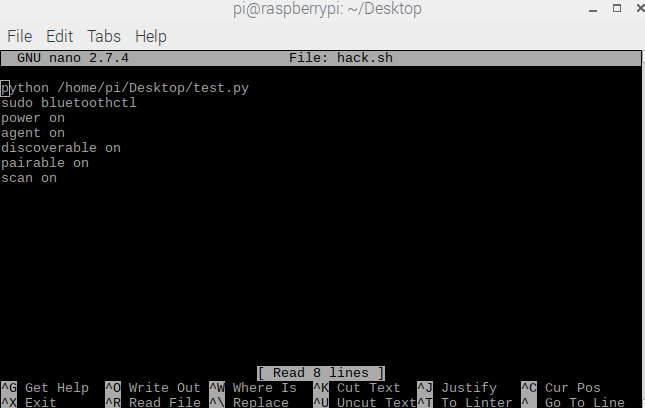 pi@raspberrypi: ~/Desktop
File Edit Tabs Help
GNU nano 2.7.4 File: hack.sh
python /home/pi/Desktop/test.py
sudo bluetoothctl
power on
agent on
discoverable on
pairable on
scan on
[ Read 8 lines ]
^G Get Help ^O Write Out ^W Where Is ^K Cut Text ^J Justify ^C Cur Pos
^X Exit ^R Read File ^\ Replace ^U Uncut Text ^T To Linter ^_ Go To Line